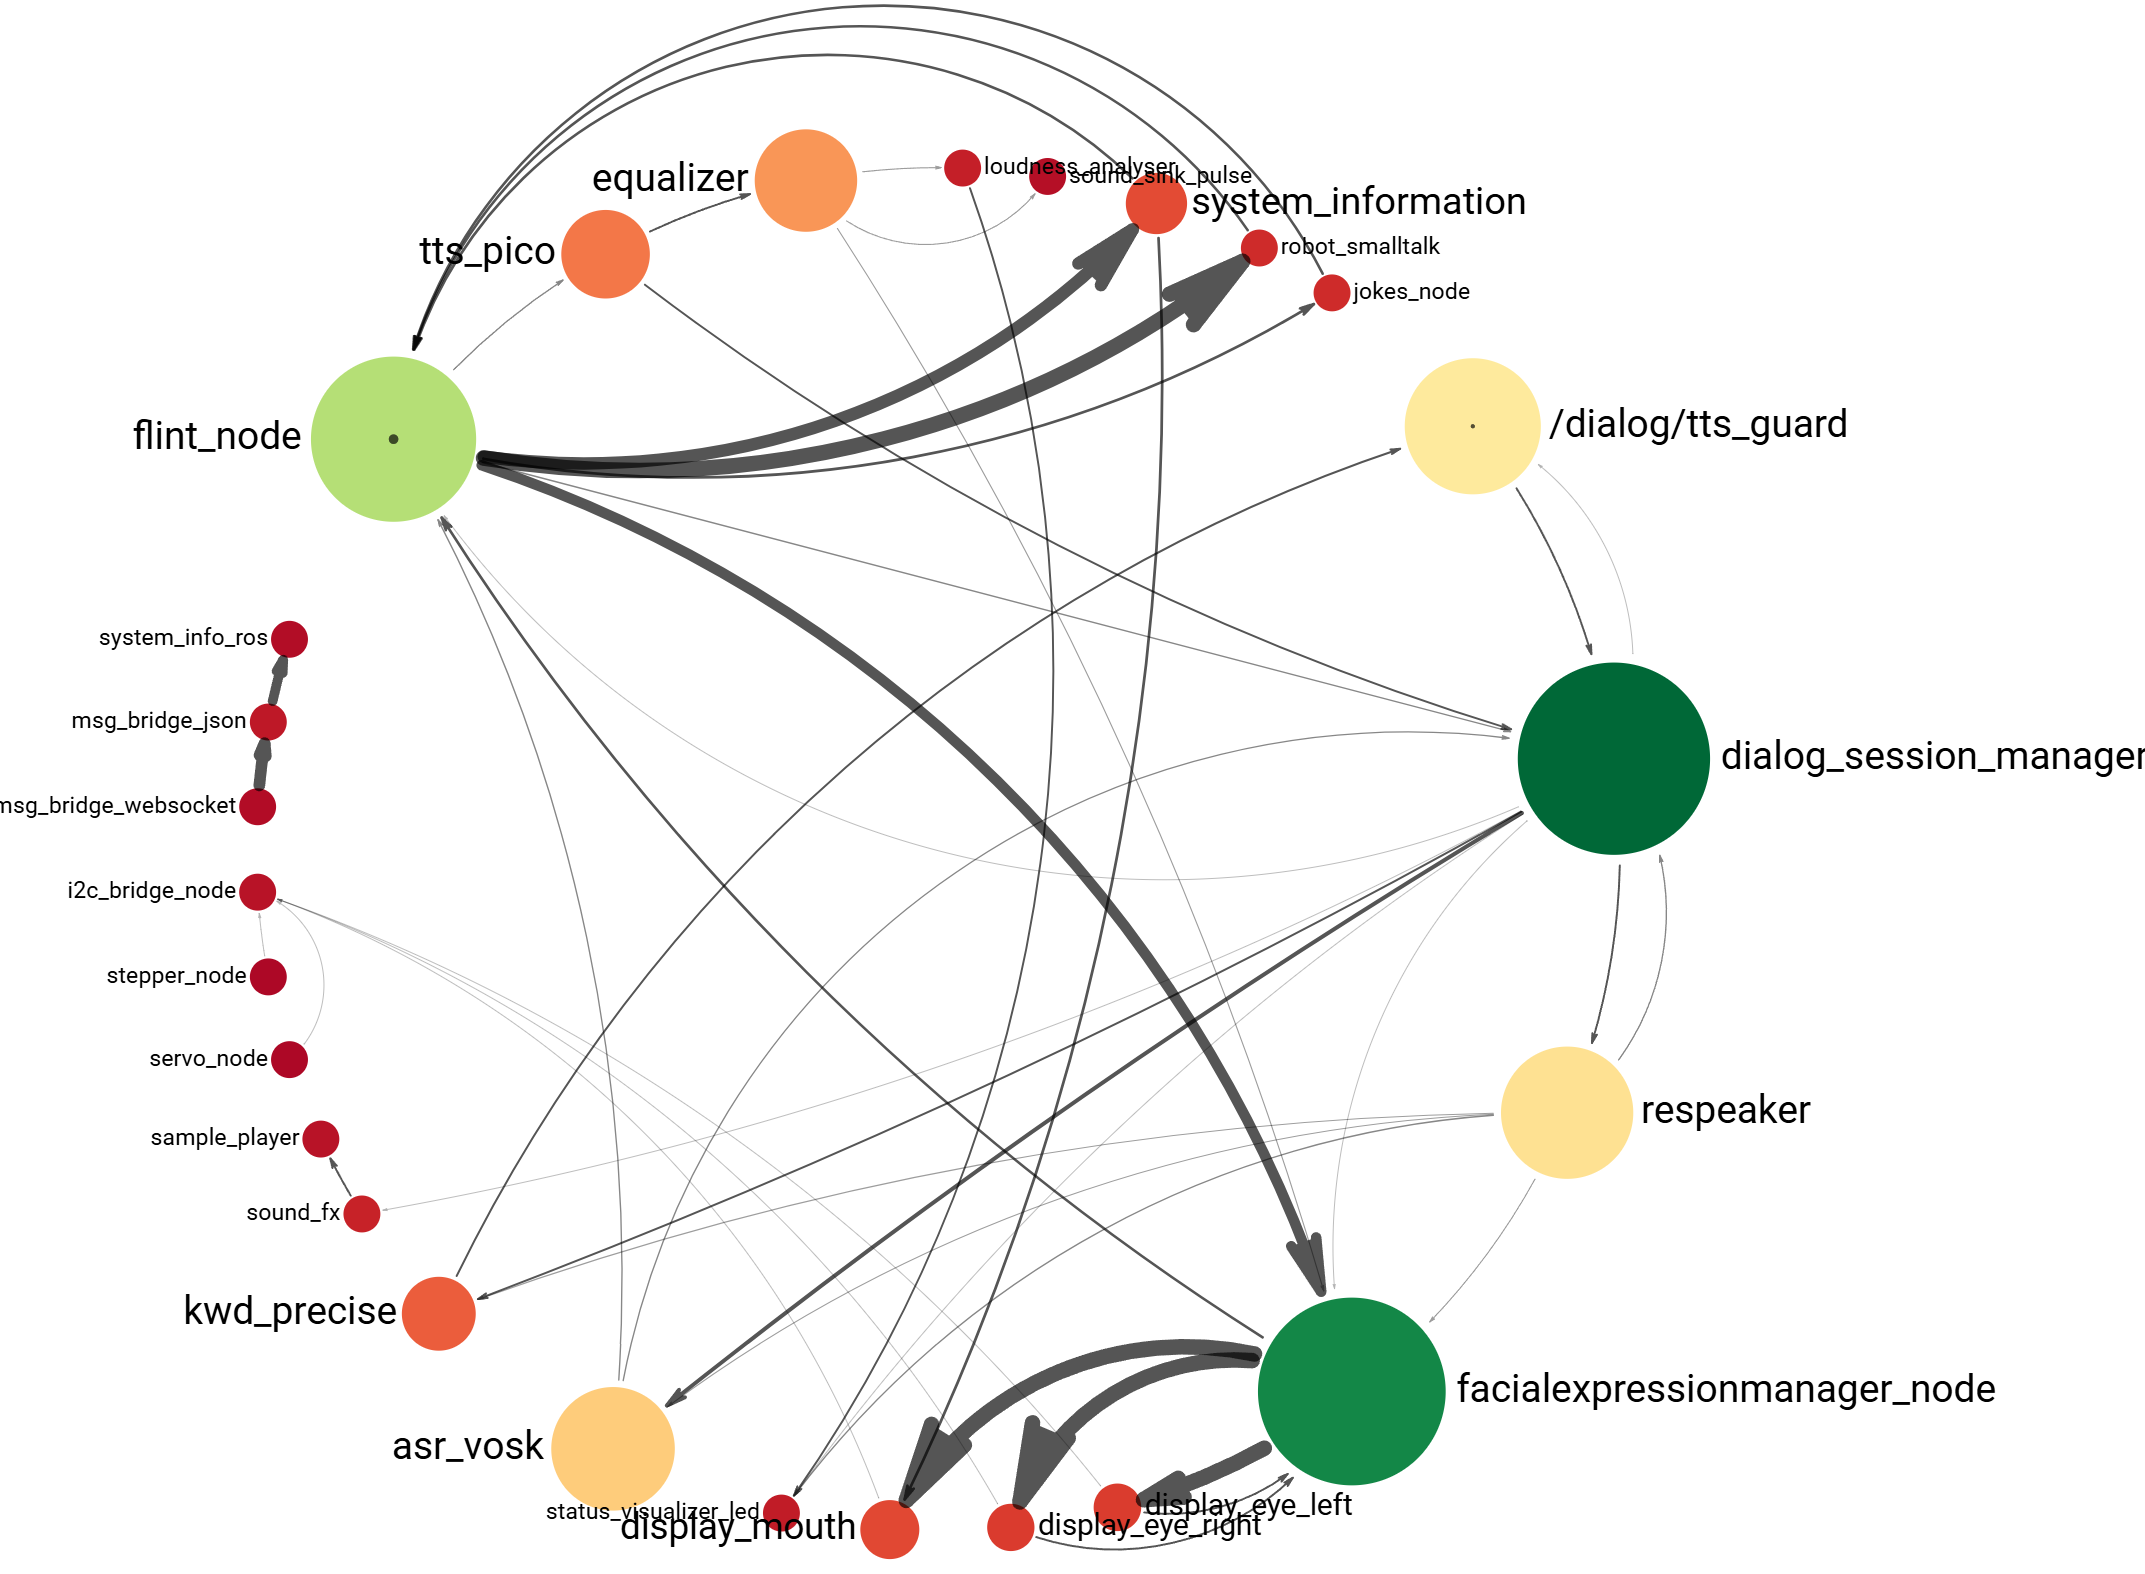 equalizer
loudness_analyser
sound_sink_pulse
system_information
tts_pico
robot_smalltalk
jokes_node
flint_node
/dialog/tts_guard
system_info_ros
msg_bridge_json
dialog_session_manager
msg_bridge_websocket
i2c_bridge_node
stepper_node
servo_node
respeaker
sample_player
sound_fx
kwd_precise
facialexpressionmanager_node
asr_vosk
status_visualizer_led
display_mouth
display_eye_left
display_eye_right